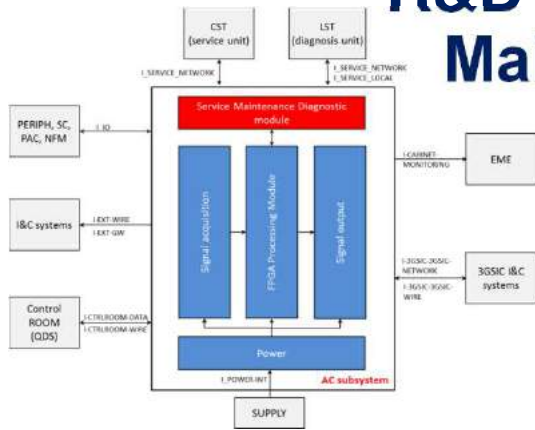 R&D
Ma
CST
(service unit)
LST
(diagnosis unit)
I_SERVICE_NETWORK
I_SERVICE_NETWORK
I_SERVICE_LOCAL
Service Maintenance Diagnostic
module
PERIPH, SC,
PAC, NFM
I_IO
I-CABINET-
MONITORING
EME
Signal acquisition
FPGA Processing Module
Signal output
I&C systems
I-EXT-WIRE
I-EXT-GW
I-3GSIC-3GSIC-
NETWORK
I-3GSIC-3GSIC-
WIRE
3GSIC I&C
systems
Control
ROOM
(QDS)
I-CTRLROOM-DATA
I-CTRLROOM-WIRE
Power
I_POWER-INT
AC subsystem
SUPPLY